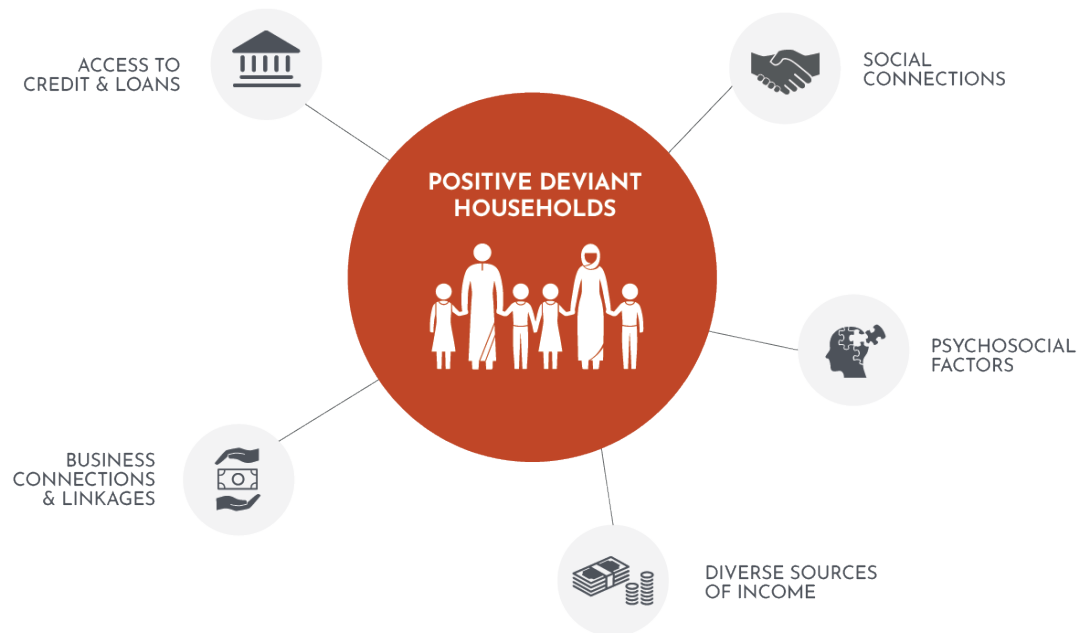 ACCESS TO
CREDIT & LOANS
SOCIAL
CONNECTIONS
POSITIVE DEVIANT
HOUSEHOLDS
PSYCHOSOCIAL
FACTORS
BUSINESS
CONNECTIONS
& LINKAGES
DIVERSE SOURCES
OF INCOME